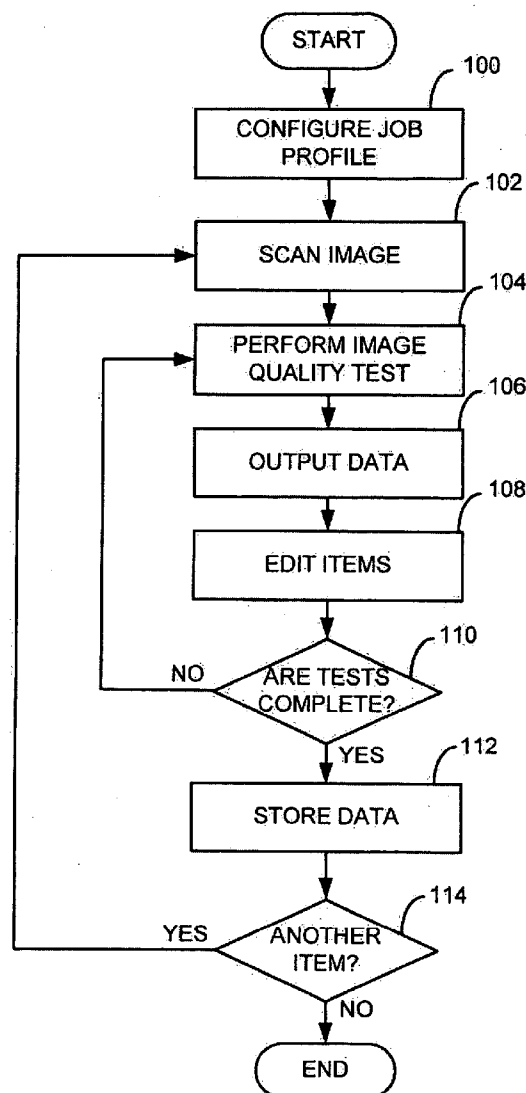 START
100
CONFIGURE JOB
PROFILE
102
SCAN IMAGE
104
PERFORM IMAGE
QUALITY TEST
106
OUTPUT DATA
108
EDIT ITEMS
110
NO
ARE TESTS
COMPLETE?
YES
112
STORE DATA
114
YES
ANOTHER
ITEM?
NO
END